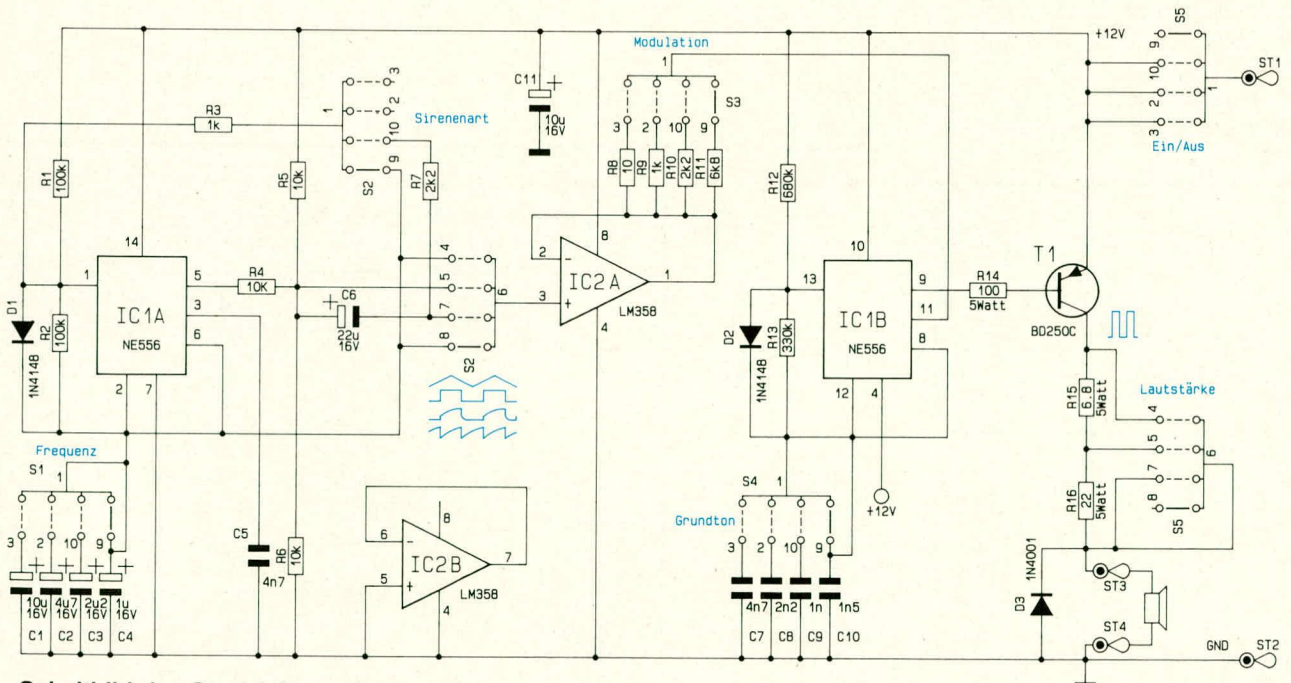 S5
+12V
9
10
2
3
1
ST1
Ein/Aus
Modulation
1
S3
3
2
10
9
R8
10
R9
1k
R10
2k2
R11
6k8
C11
+
10u
16V
Sirenenart
3
2
10
9
1
S2
R3
1k
R1
100k
R5
10k
R7
2k2
R12
680k
14
1
5
3
6
2
7
IC1A
NE556
R4
10K
D1
1N4148
R2
100k
+
C6
22u
16V
4
5
7
8
6
S2
2
3
8
1
4
−
+
IC2A
LM358
10
13
9
11
8
12
4
IC1B
NE556
D2
1N4148
R13
330k
R14
100
5Watt
T1
BD250C
R15
6.8
5Watt
Lautstärke
4
5
7
8
6
S5
R16
22
5Watt
Frequenz
S1
1
3
2
10
9
+
+
+
+
10u
16V
4u7
16V
2u2
16V
1u
16V
C1
C2
C3
C4
C5
4n7
R6
10k
6
5
8
7
4
−
+
IC2B
LM358
Grundton
S4
1
3
2
10
9
+12V
4n7
2n2
1n
1n5
C7
C8
C9
C10
1N4001
D3
ST3
ST4
GND
ST2